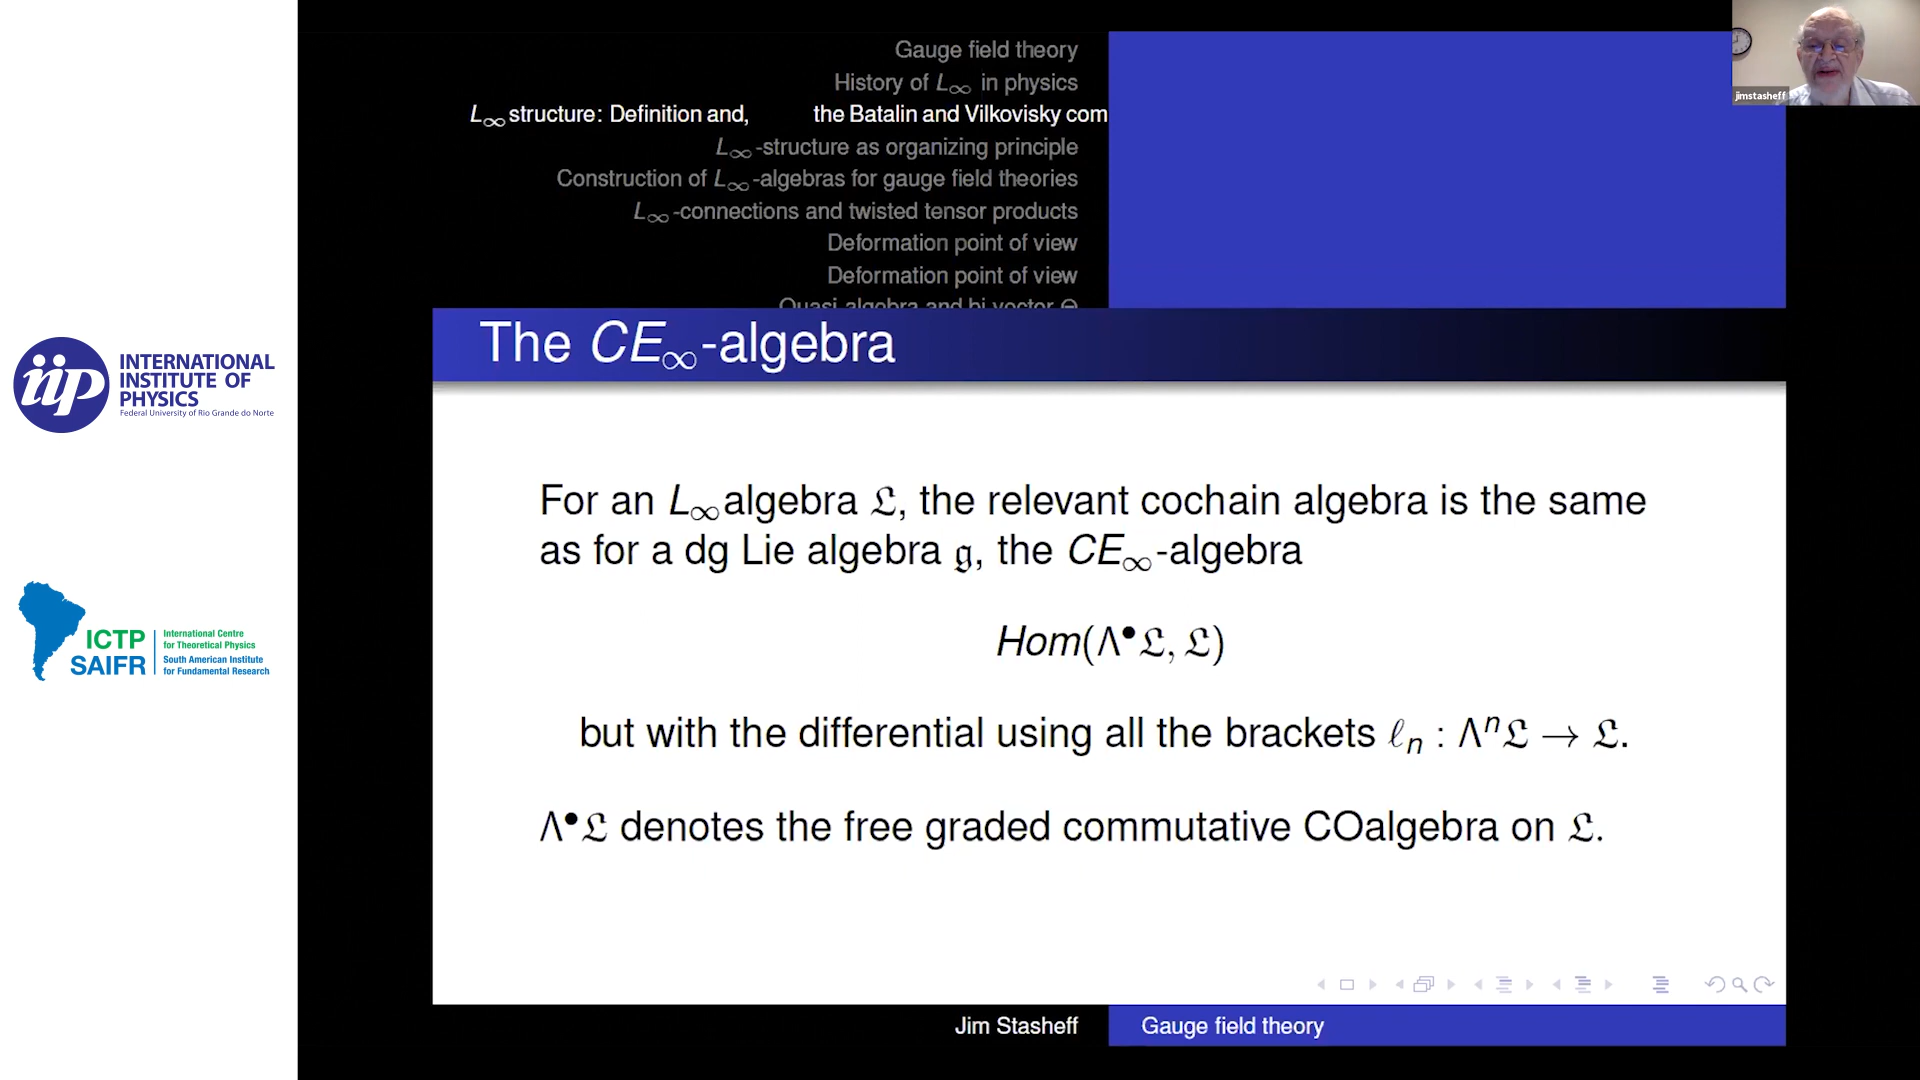 Gauge field theory
History of L∞ in physics
L∞ structure: Definition and, the Batalin and Vilkovisky com
L∞ -structure as organizing principle
Construction of L∞ -algebras for gauge field theories
L∞ -connections and twisted tensor products
Deformation point of view
Deformation point of view
Quasi algebra and bi vector Θ
jimstasheff
The CE∞-algebra
For an L∞ algebra 𝔏, the relevant cochain algebra is the same
as for a dg Lie algebra 𝔤, the CE∞-algebra
Hom(Λ•𝔏, 𝔏)
but with the differential using all the brackets ℓn : Λⁿ𝔏 → 𝔏.
Λ•𝔏 denotes the free graded commutative COalgebra on 𝔏.
Jim Stasheff
Gauge field theory
iip
INTERNATIONAL
INSTITUTE OF
PHYSICS
Federal University of Rio Grande do Norte
ICTP
SAIFR
International Centre
for Theoretical Physics
South American Institute
for Fundamental Research